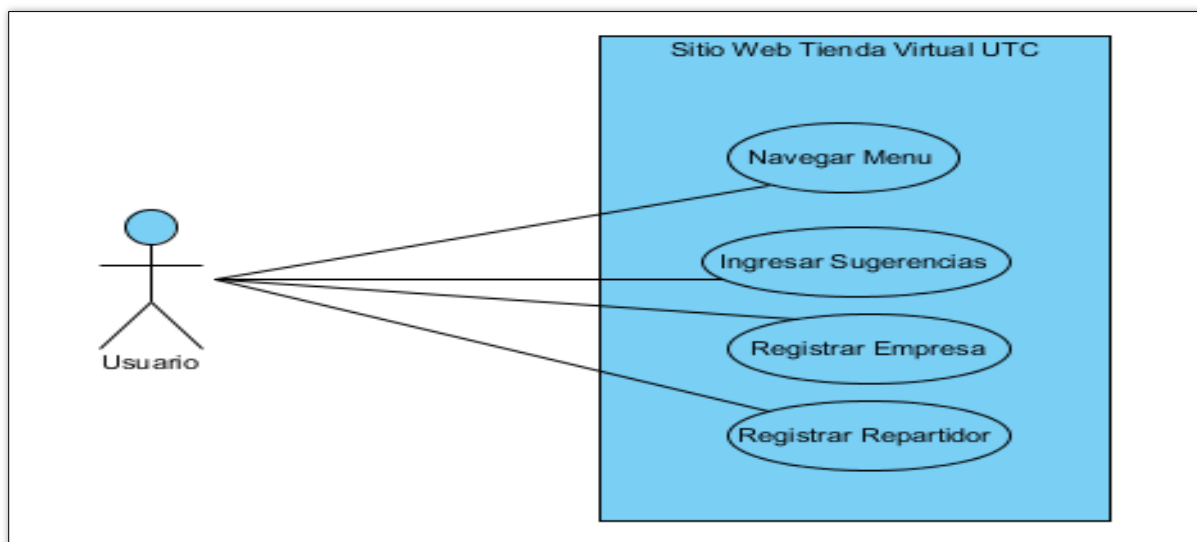 Sitio Web Tienda Virtual UTC
Navegar Menu
Ingresar Sugerencias
Registrar Empresa
Registrar Repartidor
Usuario